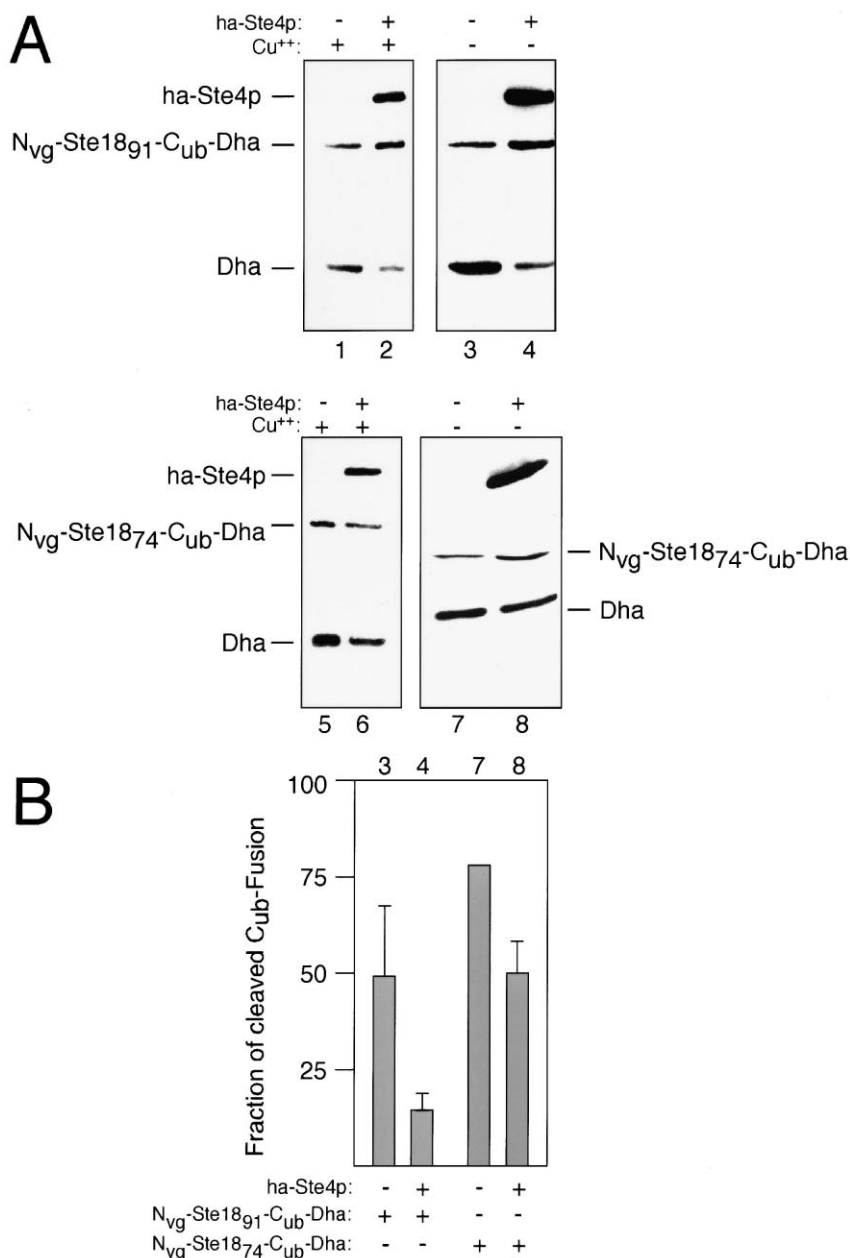 A
ha-Ste4p: - + - +
Cu++: + + - -
ha-Ste4p
Nvg-Ste1891-Cub-Dha
Dha
1 2 3 4
ha-Ste4p: - + - +
Cu++: + + - -
ha-Ste4p
Nvg-Ste1874-Cub-Dha
Nvg-Ste1874-Cub-Dha
Dha
Dha
5 6 7 8
B
3 4 7 8
Fraction of cleaved Cub-Fusion
100
75
50
25
ha-Ste4p: - + - +
Nvg-Ste1891-Cub-Dha: + + - -
Nvg-Ste1874-Cub-Dha: - - + +